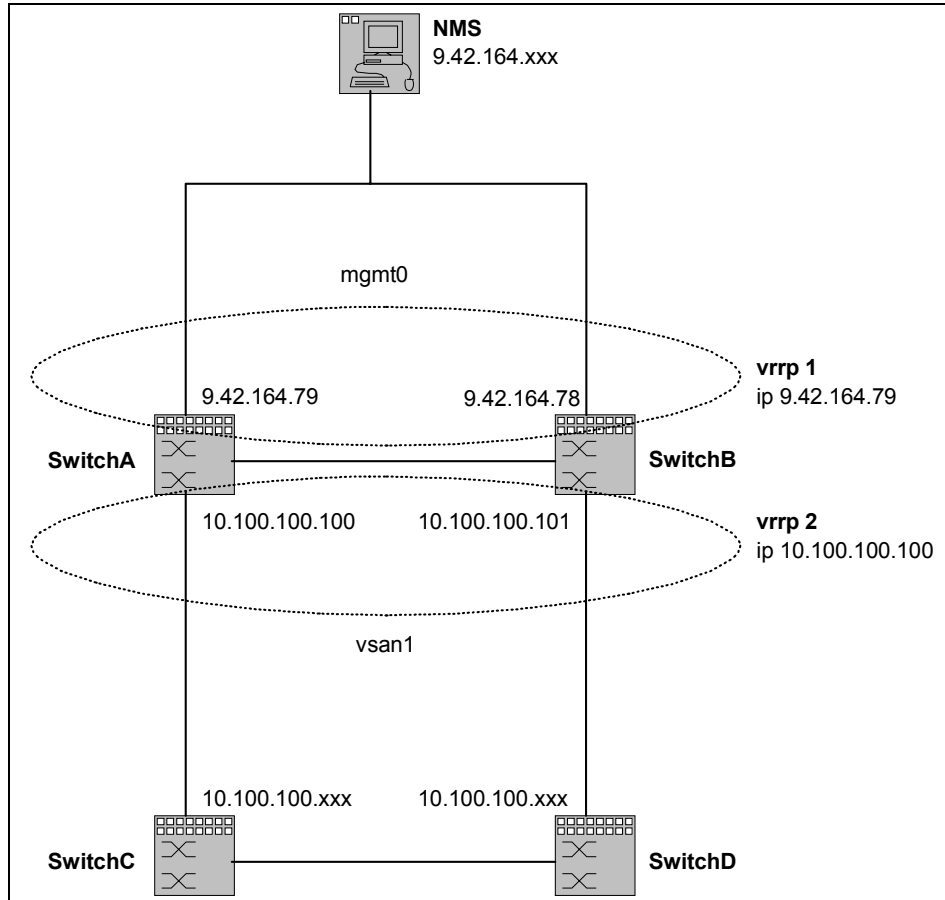 NMS
9.42.164.xxx
mgmt0
9.42.164.79
9.42.164.78
vrrp 1
ip 9.42.164.79
SwitchA
SwitchB
10.100.100.100
10.100.100.101
vrrp 2
ip 10.100.100.100
vsan1
10.100.100.xxx
10.100.100.xxx
SwitchC
SwitchD